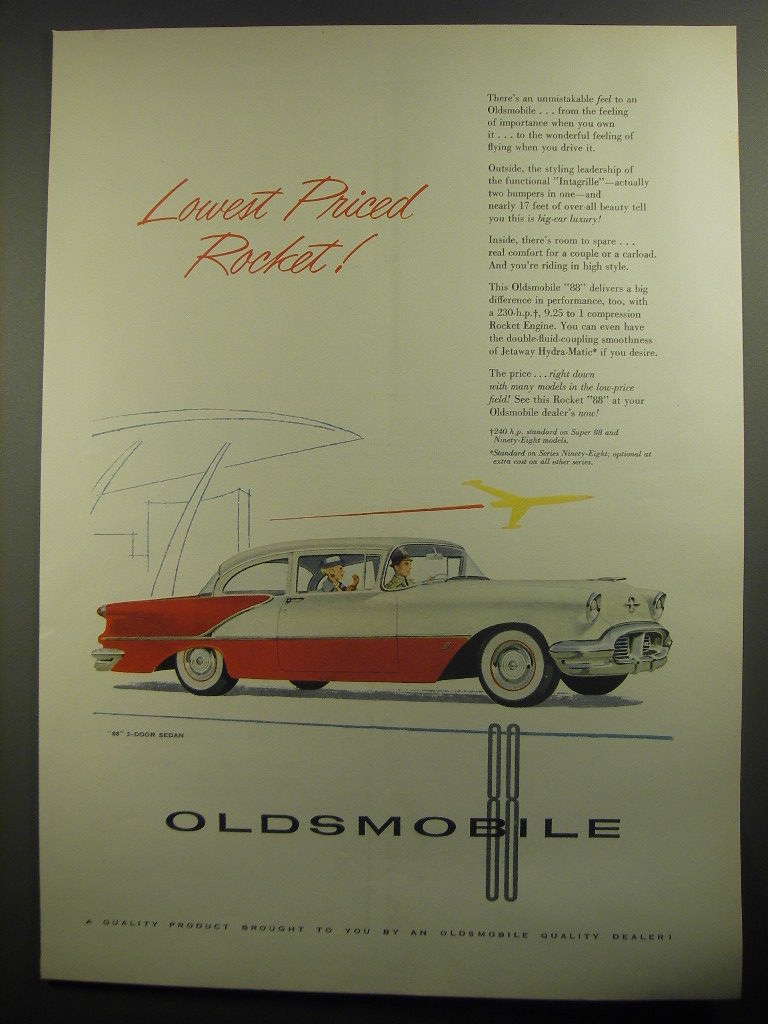 Lowest Priced
Rocket!
There's an unmistakable feel to an
Oldsmobile . . . from the feeling
of importance when you own
it . . . to the wonderful feeling of
flying when you drive it.
Outside, the styling leadership of
the functional "Intagrille"—actually
two bumpers in one—and
nearly 17 feet of over-all beauty tell
you this is big-car luxury!
Inside, there's room to spare . . .
real comfort for a couple or a carload.
And you're riding in high style.
This Oldsmobile "88" delivers a big
difference in performance, too, with
a 230-h.p.†, 9.25 to 1 compression
Rocket Engine. You can even have
the double-fluid-coupling smoothness
of Jetaway Hydra-Matic* if you desire.
The price . . . right down
with many models in the low-price
field! See this Rocket "88" at your
Oldsmobile dealer's now!
†240 h.p. standard on Super 88 and
Ninety-Eight models.
*Standard on Series Ninety-Eight; optional at
extra cost on all other series.
"88" 2-DOOR SEDAN
88
OLDSMOBILE
A QUALITY PRODUCT BROUGHT TO YOU BY AN OLDSMOBILE QUALITY DEALER!